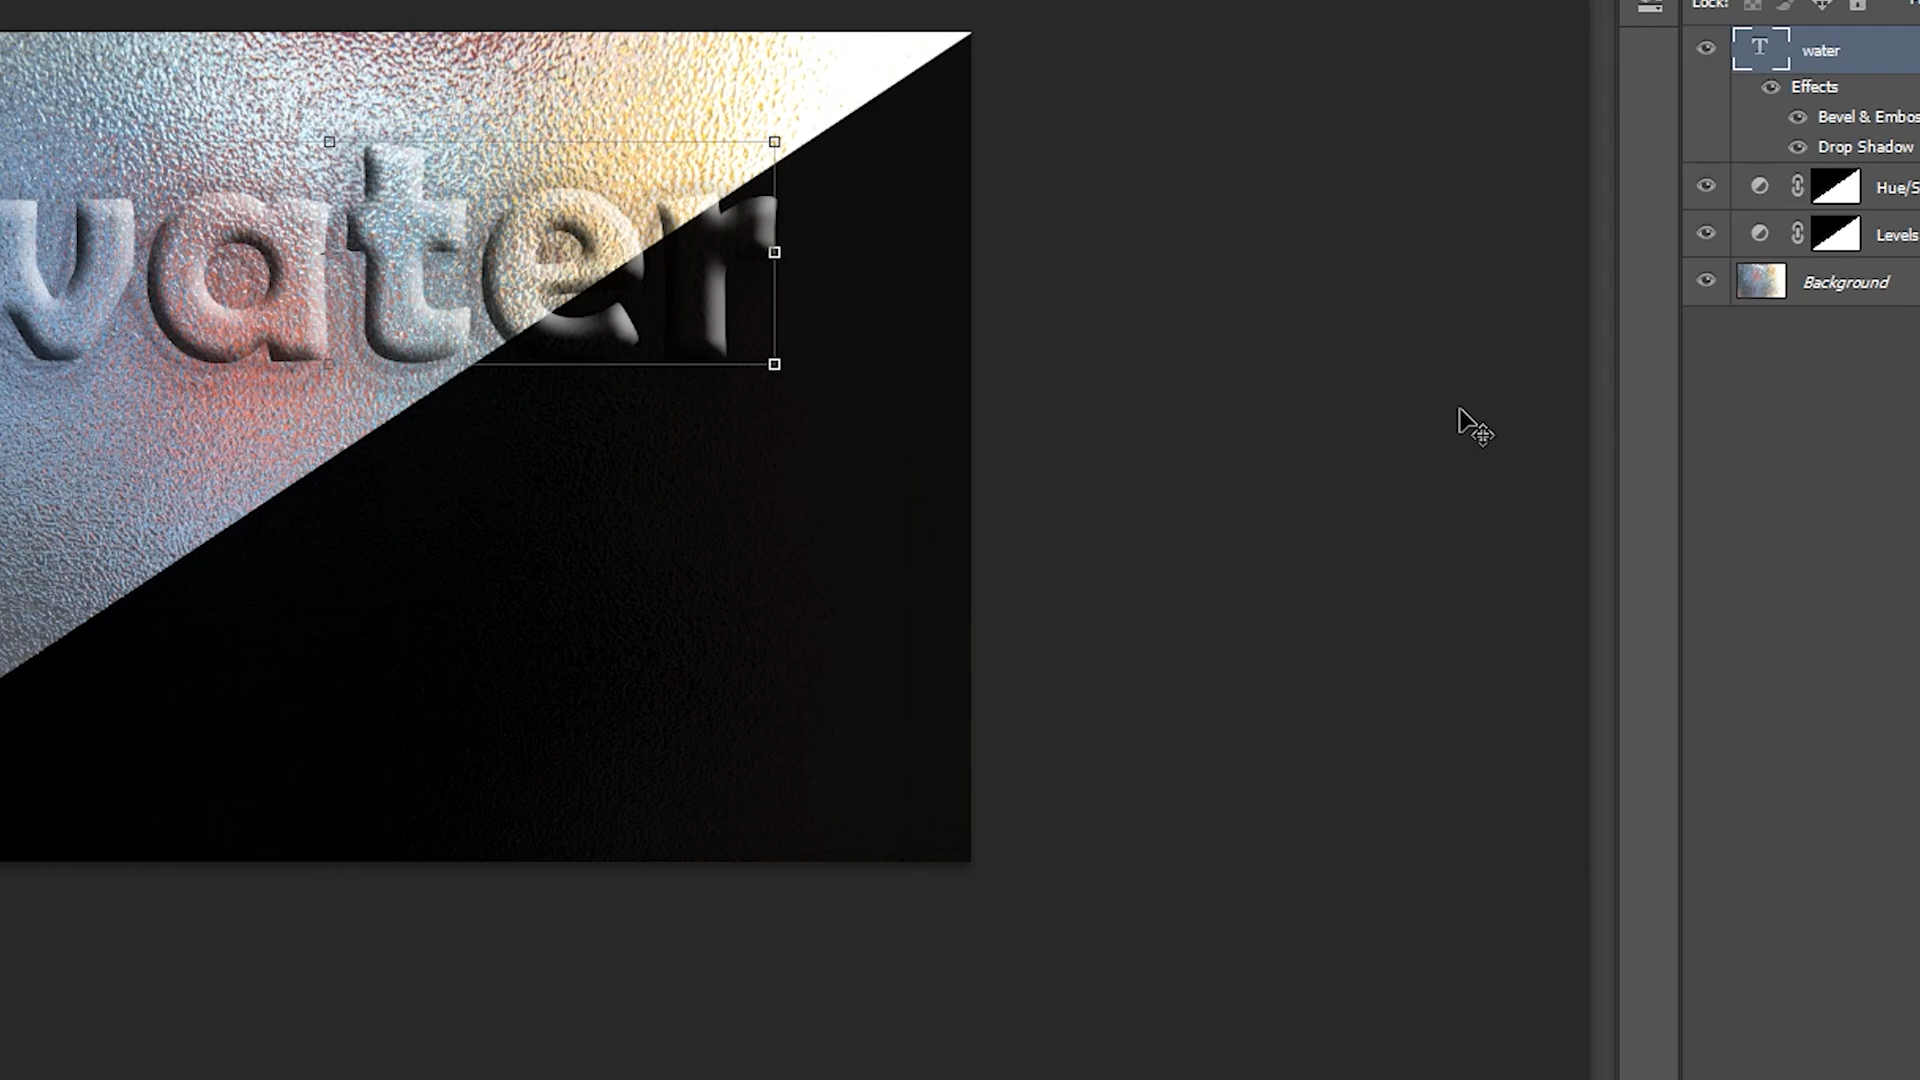 Lock:
water
T
water
Effects
Bevel & Embos
Drop Shadow
Hue/S
Levels
Background